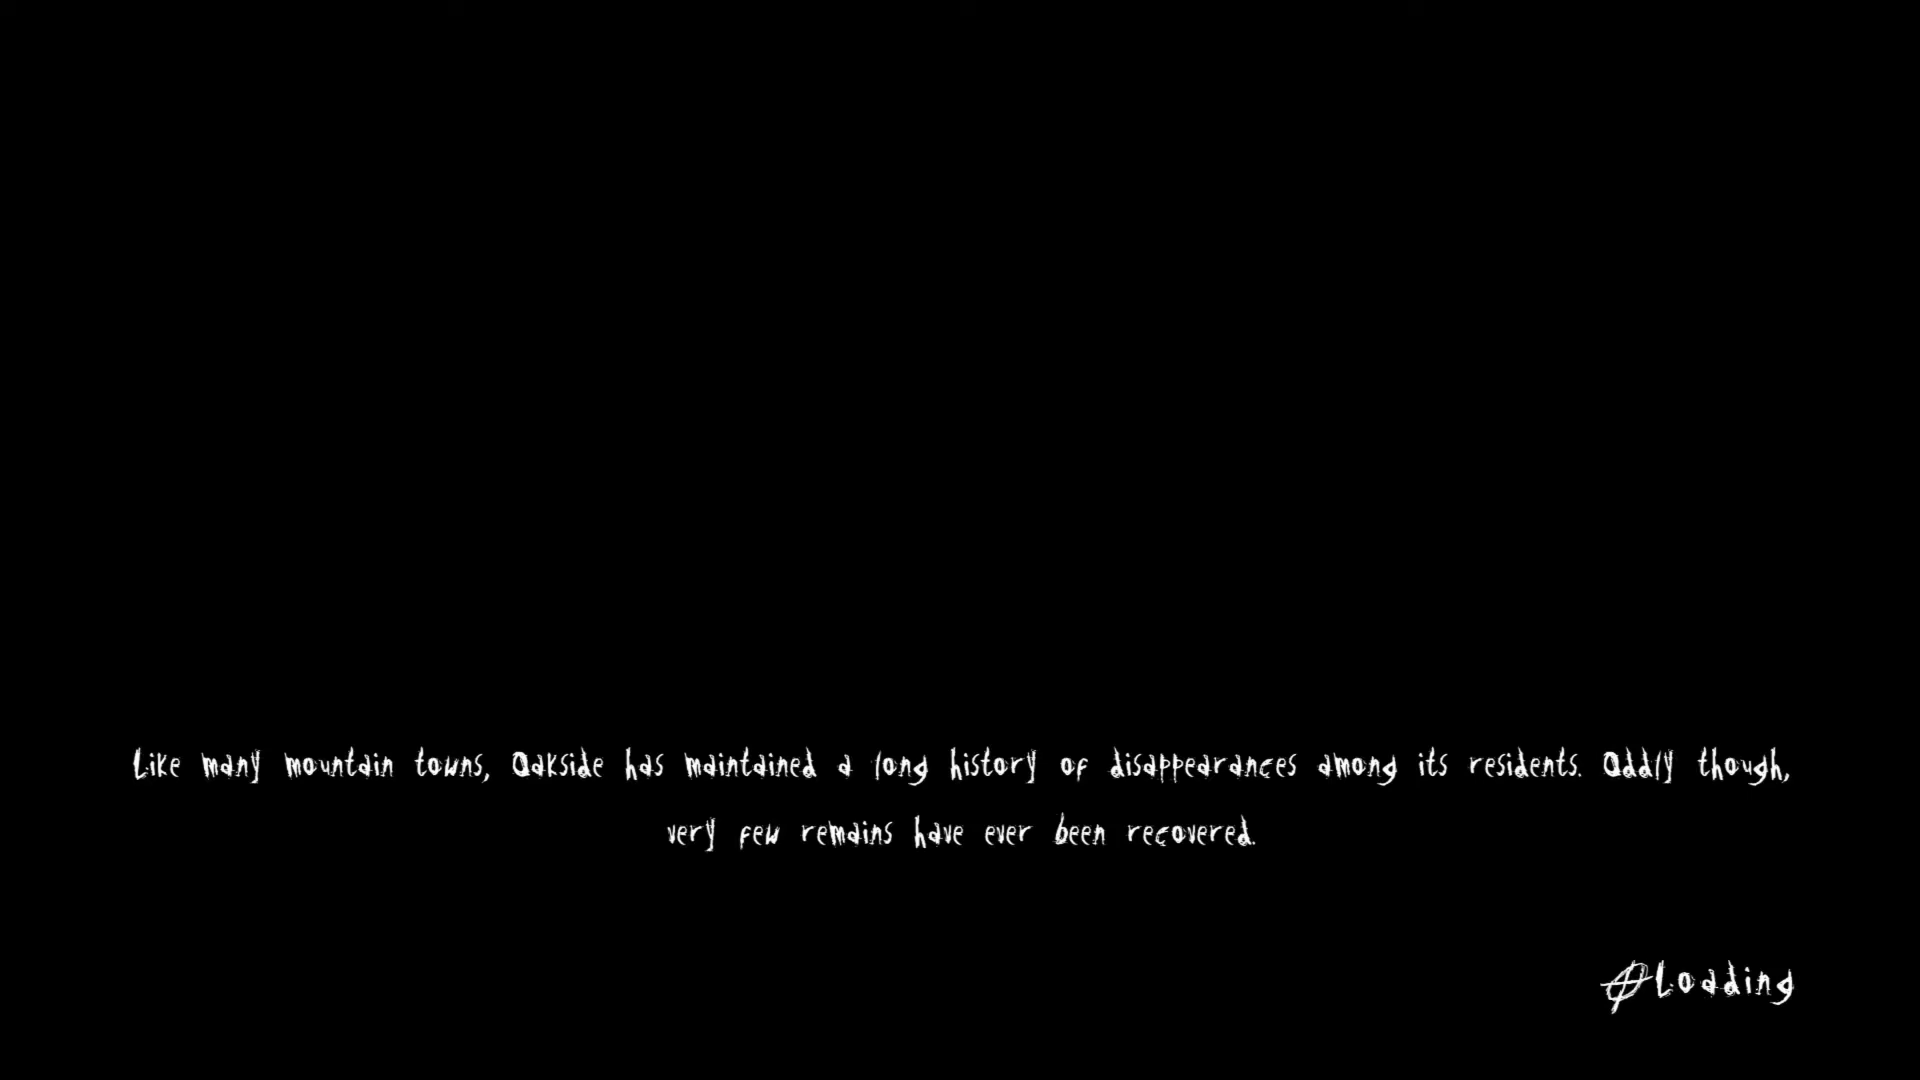 Like many mountain towns, Oakside has maintained a long history of disappearances among its residents. Oddly though,
very few remains have ever been recovered.
Loading